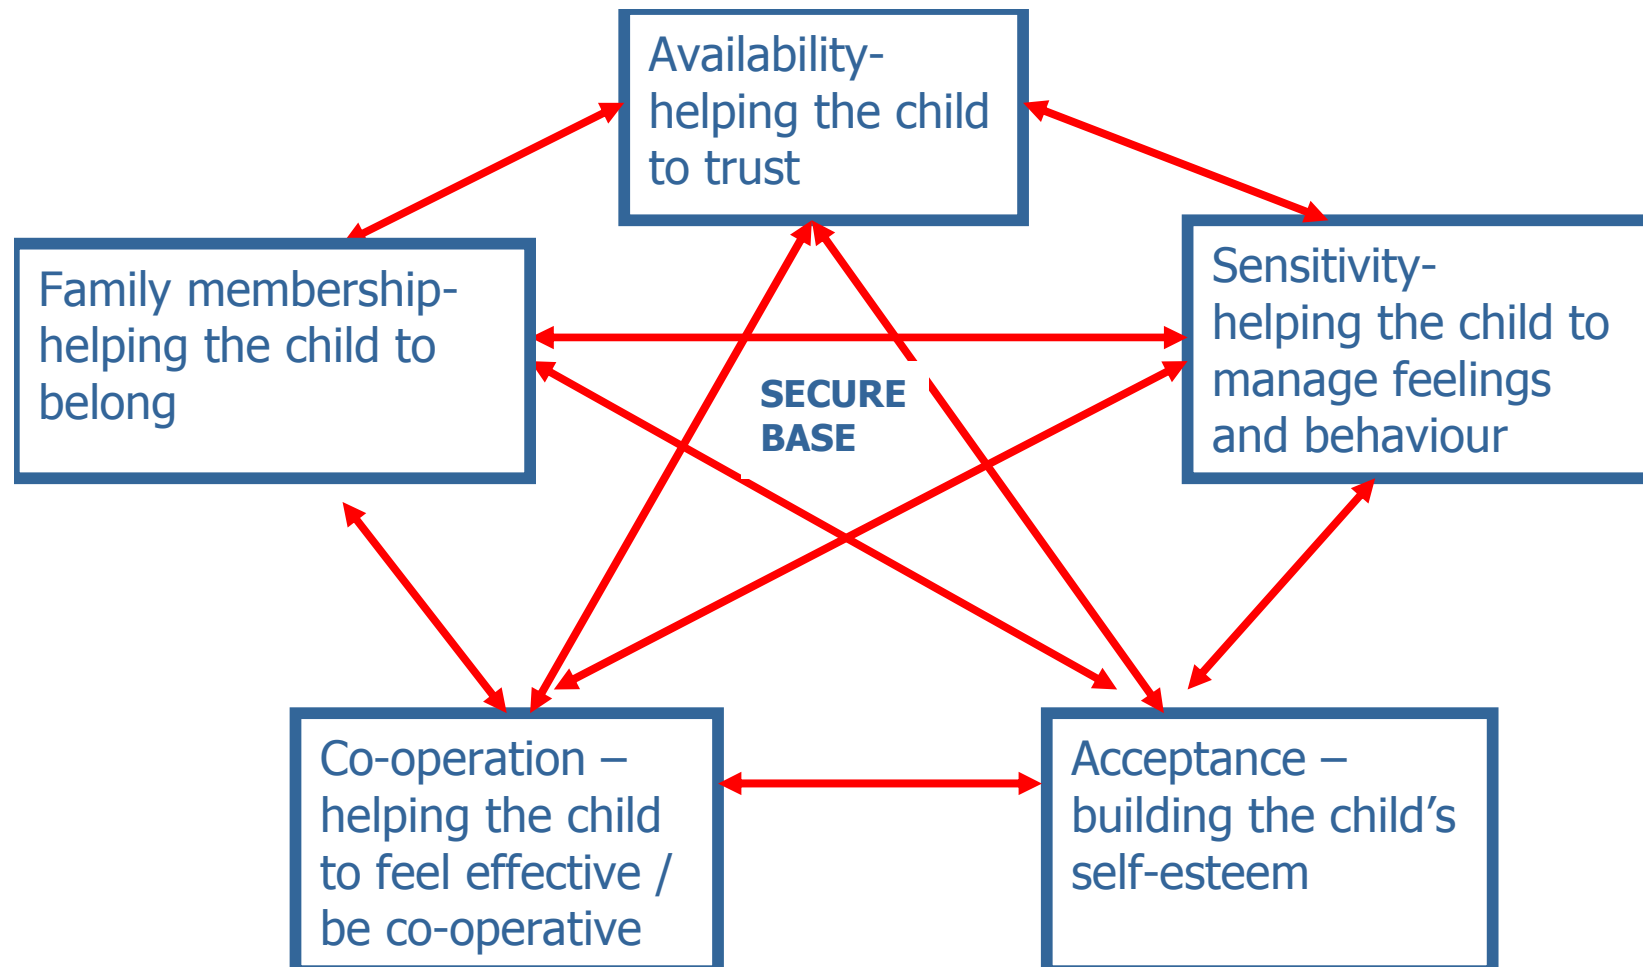 Availability-
helping the child
to trust
Family membership-
helping the child to
belong
Sensitivity-
helping the child to
manage feelings
and behaviour
SECURE
BASE
Co-operation –
helping the child
to feel effective /
be co-operative
Acceptance –
building the child’s
self-esteem